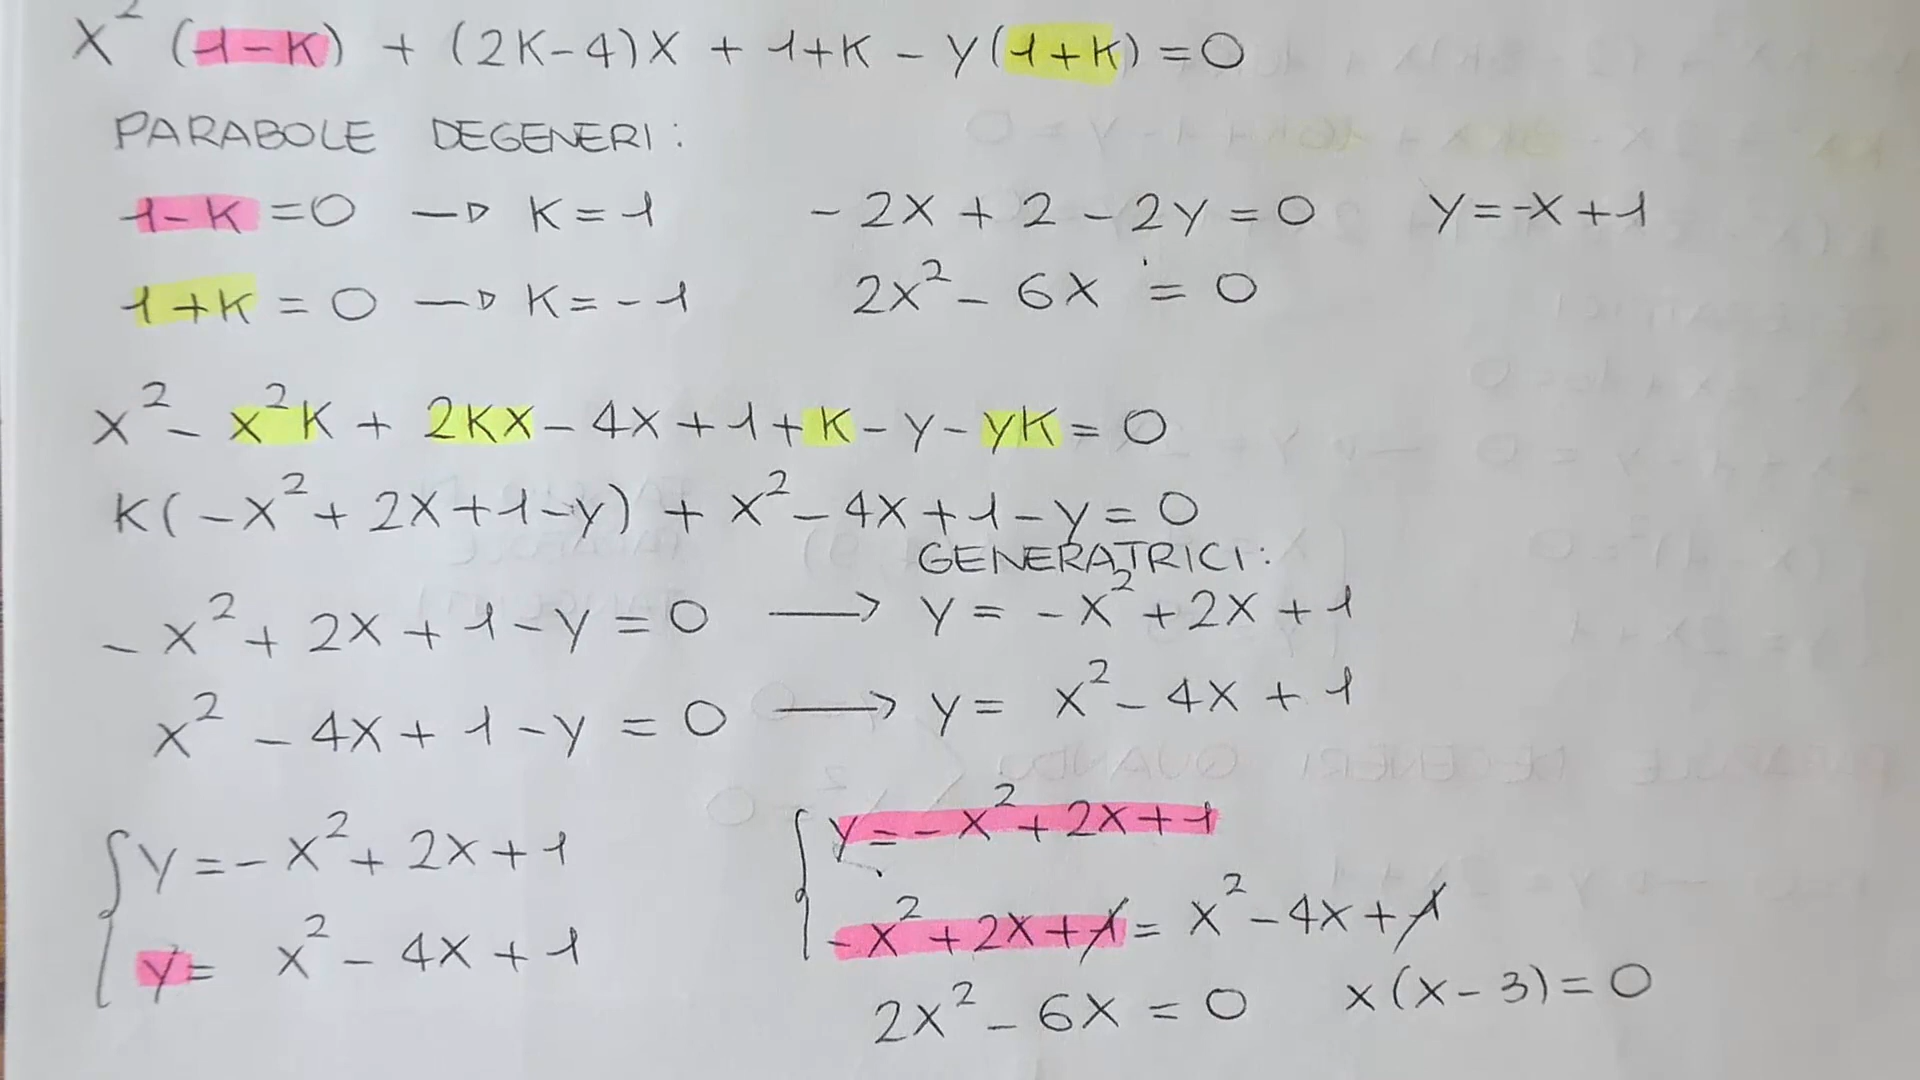 x² (1-K) + (2K-4)x + 1+K - y(1+K) = 0
PARABOLE DEGENERI:
1-K = 0 → K = 1 -2x + 2 - 2y = 0 y = -x + 1
1+K = 0 → K = -1 2x² - 6x = 0
x² - x²K + 2Kx - 4x + 1 + K - y - yK = 0
K(-x² + 2x + 1 - y) + x² - 4x + 1 - y = 0
GENERATRICI:
-x² + 2x + 1 - y = 0 → y = -x² + 2x + 1
x² - 4x + 1 - y = 0 → y = x² - 4x + 1
{ y = -x² + 2x + 1
y = x² - 4x + 1
{ y = -x² + 2x + 1
-x² + 2x + 1 = x² - 4x + 1
2x² - 6x = 0 x(x - 3) = 0